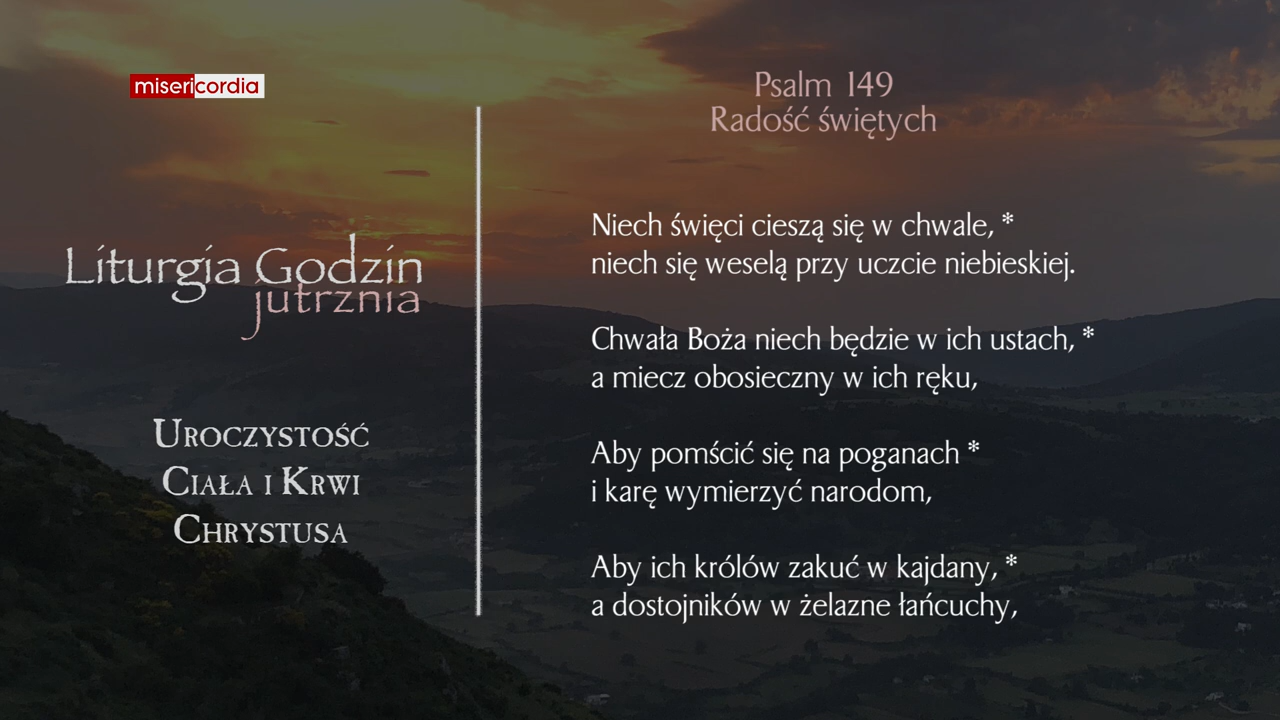 misericordia
Liturgia Godzin
jutrznia
Uroczystość
Ciała i Krwi
Chrystusa
Psalm 149
Radość świętych
Niech święci cieszą się w chwale, *
niech się weselą przy uczcie niebieskiej.
Chwała Boża niech będzie w ich ustach, *
a miecz obosieczny w ich ręku,
Aby pomścić się na poganach *
i karę wymierzyć narodom,
Aby ich królów zakuć w kajdany, *
a dostojników w żelazne łańcuchy,